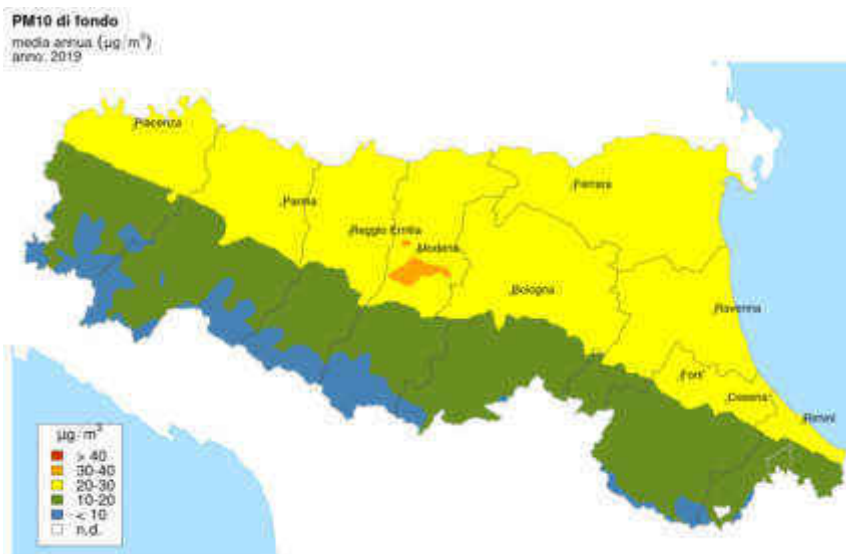 PM10 di fondo
media annua (µg/m³)
anno: 2019
Piacenza
Parma
Ferrara
Reggio Emilia
Modena
Bologna
Ravenna
Forlì
Cesena
Rimini
µg/m³
> 40
30-40
20-30
10-20
< 10
n.d.